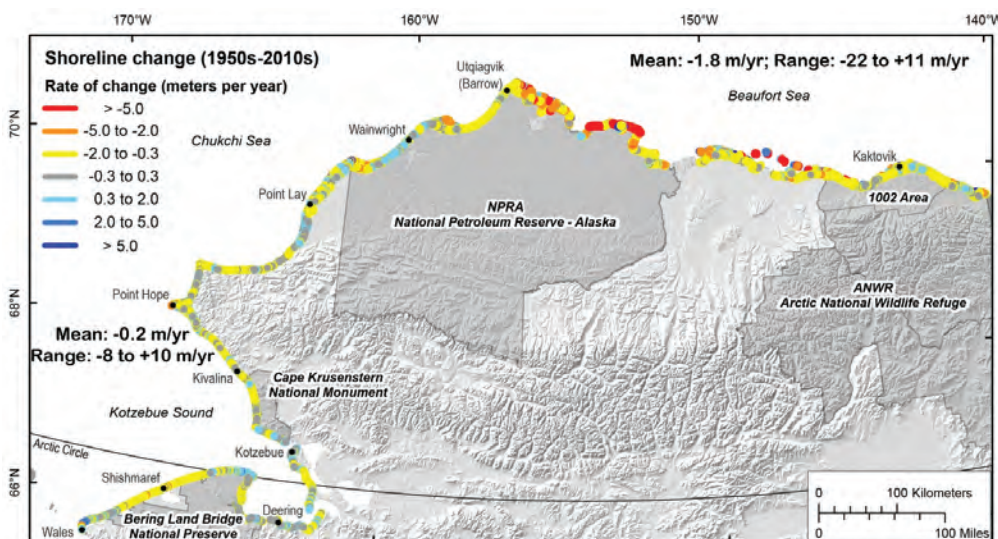 170°W
160°W
150°W
140°W
Shoreline change (1950s-2010s)
Rate of change (meters per year)
> -5.0
-5.0 to -2.0
-2.0 to -0.3
-0.3 to 0.3
0.3 to 2.0
2.0 to 5.0
> 5.0
Utqiagvik
(Barrow)
Mean: -1.8 m/yr; Range: -22 to +11 m/yr
Beaufort Sea
Chukchi Sea
Wainwright
70°N
70°N
Kaktovik
Point Lay
1002 Area
NPRA
National Petroleum Reserve - Alaska
ANWR
Arctic National Wildlife Refuge
Point Hope
68°N
68°N
Mean: -0.2 m/yr
Range: -8 to +10 m/yr
Kivalina
Cape Krusenstern
National Monument
Kotzebue Sound
Arctic Circle
Kotzebue
66°N
66°N
Shishmaref
Deering
Bering Land Bridge
National Preserve
Wales
0 100 Kilometers
0 100 Miles